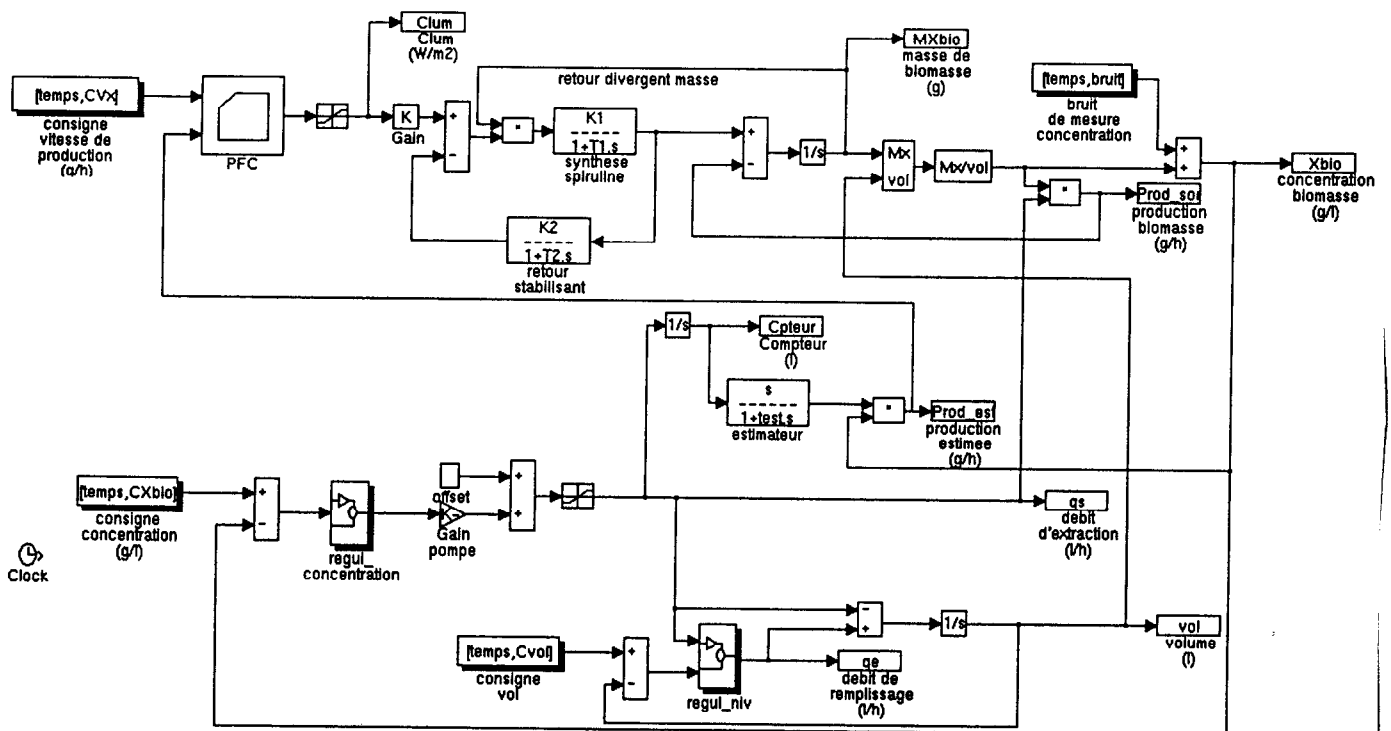 Clum
Clum
(W/m2)
MXbio
masse de
biomasse
(g)
retour divergent masse
[temps,CVx]
consigne
vitesse de
production
(g/h)
PFC
K
Gain
+
-
*
K1
1+T1.s
synthese
spiruline
K2
1+T2.s
retour
stabilisant
+
-
1/s
Mx
vol
Mx/vol
[temps,bruit]
bruit
de mesure
concentration
+
+
Xbio
concentration
biomasse
(g/l)
*
Prod_sor
production
biomasse
(g/h)
1/s
Cpteur
Compteur
(l)
s
1+test.s
estimateur
*
Prod_est
production
estimee
(g/h)
[temps,CXbio]
consigne
concentration
(g/l)
+
-
regul_
concentration
offset
K-
Gain
pompe
+
+
qs
debit
d'extraction
(l/h)
Clock
[temps,Cvol]
consigne
vol
+
-
regul_niv
qe
debit de
remplissage
(l/h)
-
+
1/s
vol
volume
(l)